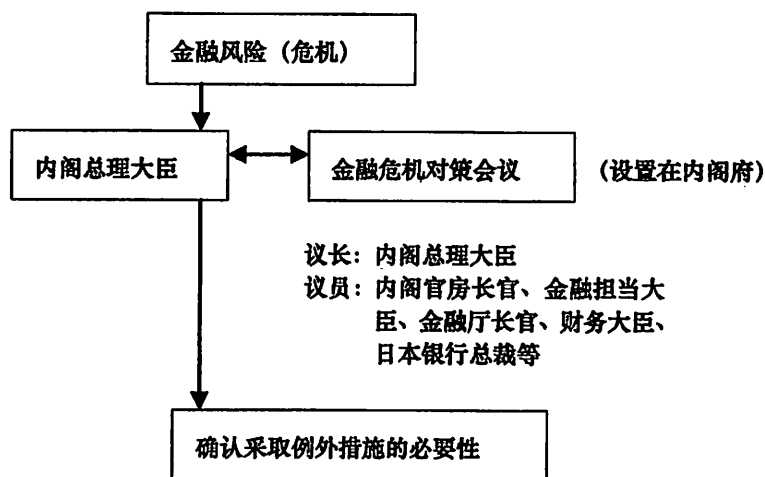 金融风险（危机）
内阁总理大臣
金融危机对策会议
（设置在内阁府）
议长：内阁总理大臣
议员：内阁官房长官、金融担当大
臣、金融厅长官、财务大臣、
日本银行总裁等
确认采取例外措施的必要性